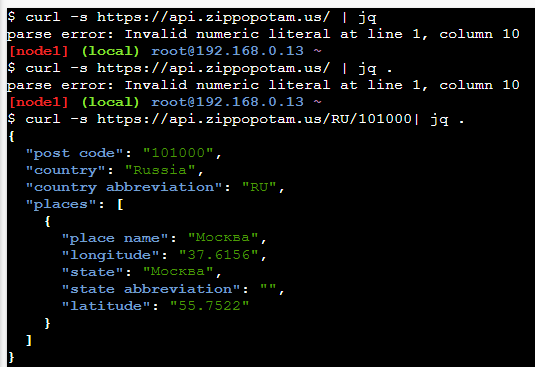 $ curl -s https://api.zippopotam.us/ | jq
parse error: Invalid numeric literal at line 1, column 10
[node1] (local) root@192.168.0.13 ~
$ curl -s https://api.zippopotam.us/ | jq .
parse error: Invalid numeric literal at line 1, column 10
[node1] (local) root@192.168.0.13 ~
$ curl -s https://api.zippopotam.us/RU/101000| jq .
{
  "post code": "101000",
  "country": "Russia",
  "country abbreviation": "RU",
  "places": [
    {
      "place name": "Москва",
      "longitude": "37.6156",
      "state": "Москва",
      "state abbreviation": "",
      "latitude": "55.7522"
    }
  ]
}